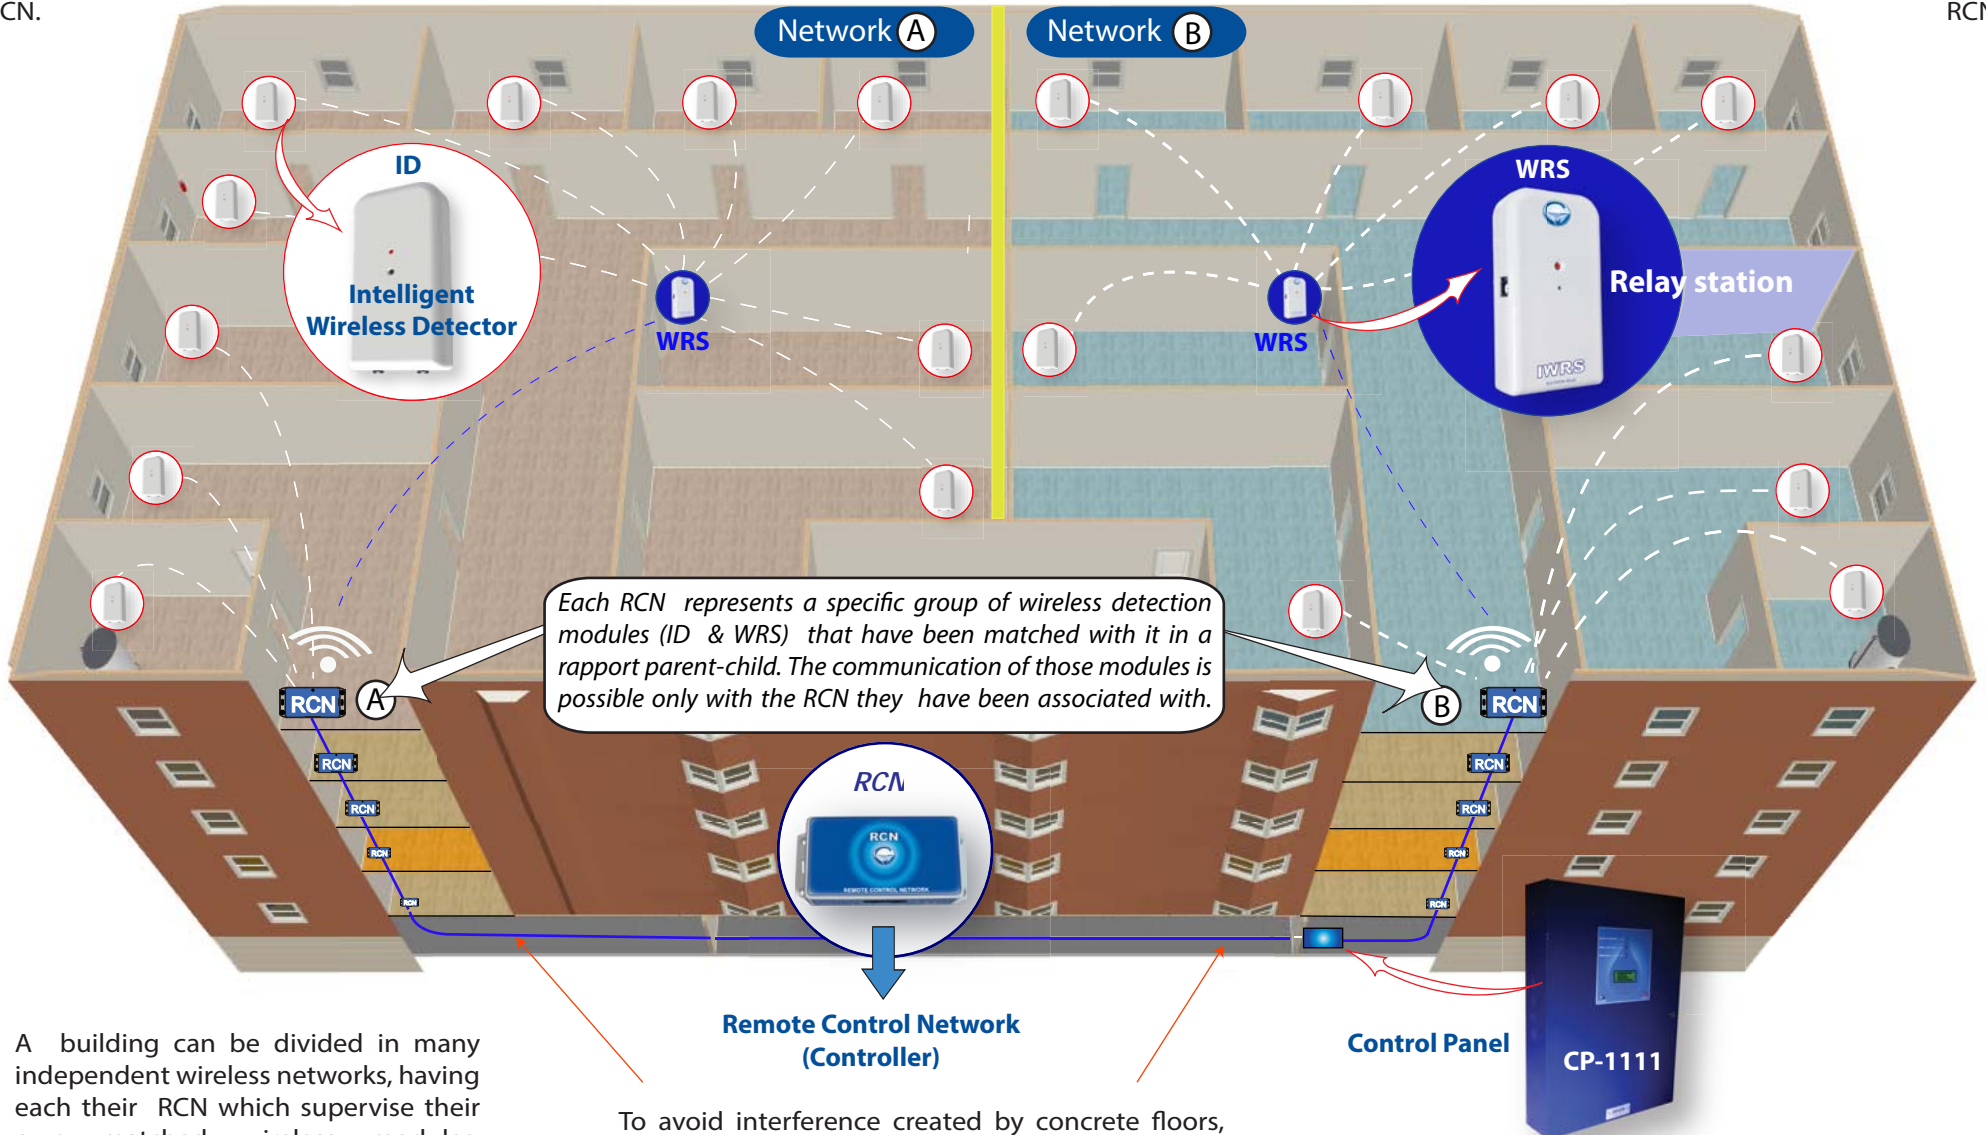 CN.
RCN
Network A
Network B
ID
Intelligent
Wireless Detector
WRS
WRS
WRS
Relay station
IWRS
Each RCN represents a specific group of wireless detection
modules (ID & WRS) that have been matched with it in a
rapport parent-child. The communication of those modules is
possible only with the RCN they have been associated with.
RCN
A
B
RCN
RCN
RCN
RCN
RCN
RCN
RCN
RCN
RCN
RCN
RCN
REMOTE CONTROL NETWORK
Remote Control Network
(Controller)
Control Panel
CP-1111
A building can be divided in many
independent wireless networks, having
each their RCN which supervise their
To avoid interference created by concrete floors,